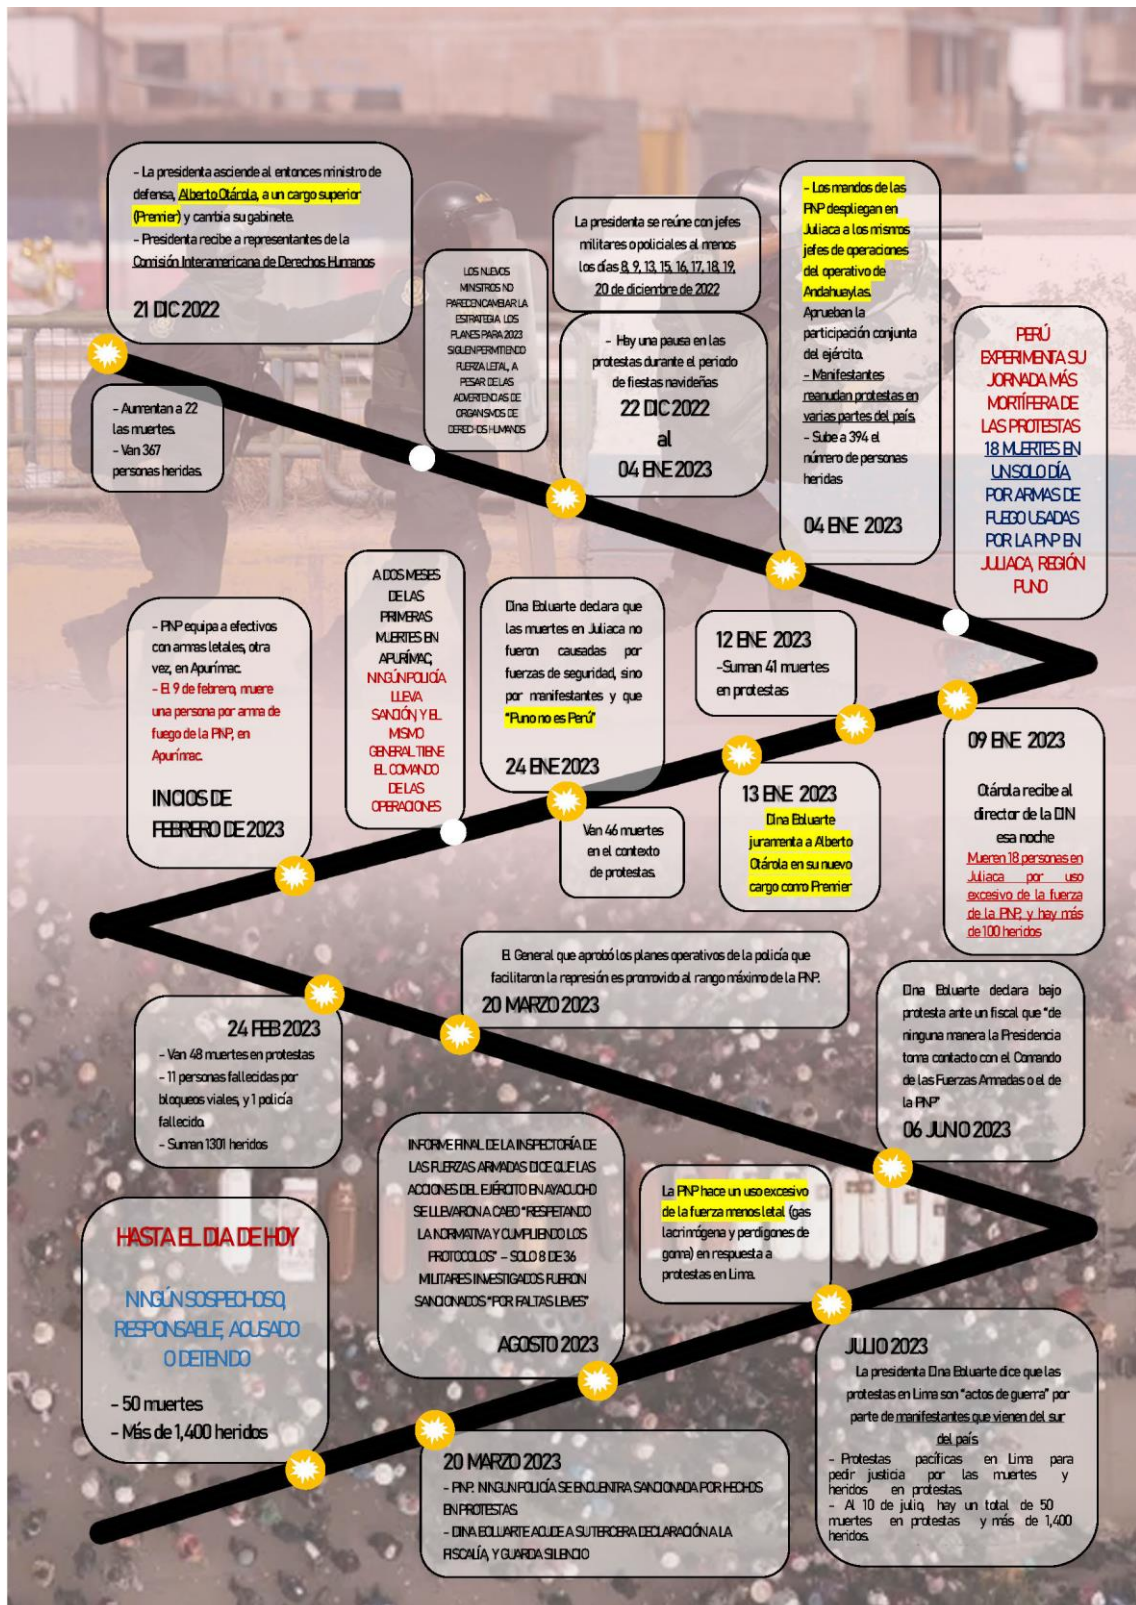 - La presidenta asciende al entonces ministro de
defensa, Alberto Otárola, a un cargo superior
(Premier) y cambia su gabinete.
- Presidenta recibe a representantes de la
Comisión Interamericana de Derechos Humanos
21 DIC 2022
- Aumentan a 22
las muertes.
- Van 367
personas heridas.
LOS NUEVOS
MINISTROS NO
PARECEN CAMBIAR LA
ESTRATEGIA. LOS
PLANES PARA 2023
SIGUEN PERMITIENDO
FUERZA LETAL, A
PESAR DE LAS
ADVERTENCIAS DE
ORGANISMOS DE
DERECHOS HUMANOS
La presidenta se reúne con jefes
militares o policiales al menos
los días 8, 9, 13, 15, 16, 17, 18, 19,
20 de diciembre de 2022
- Hay una pausa en las
protestas durante el periodo
de fiestas navideñas
22 DIC 2022
al
04 ENE 2023
- Los mandos de las
PNP despliegan en
Juliaca a los mismos
jefes de operaciones
del operativo de
Andahuaylas.
Aprueban la
participación conjunta
del ejército.
- Manifestantes
reanudan protestas en
varias partes del país.
- Sube a 394 el
número de personas
heridas
04 ENE 2023
PERÚ
EXPERIMENTA SU
JORNADA MÁS
MORTÍFERA DE
LAS PROTESTAS
18 MUERTES EN
UN SOLO DÍA,
POR ARMAS DE
FUEGO USADAS
POR LA PNP EN
JULIACA, REGIÓN
PUNO
09 ENE 2023
Otárola recibe al
director de la DIN
esa noche
Mueren 18 personas en
Juliaca por uso
excesivo de la fuerza
de la PNP, y hay más
de 100 heridos
12 ENE 2023
-Suman 41 muertes
en protestas
13 ENE 2023
Dina Boluarte
juramenta a Alberto
Otárola en su nuevo
cargo como Premier
Dina Boluarte declara que
las muertes en Juliaca no
fueron causadas por
fuerzas de seguridad, sino
por manifestantes y que
"Puno no es Perú"
24 ENE 2023
Van 46 muertes
en el contexto
de protestas.
A DOS MESES
DE LAS
PRIMERAS
MUERTES EN
APURÍMAC,
NINGÚN POLICÍA
LLEVA
SANCIÓN, Y EL
MISMO
GENERAL TIENE
EL COMANDO
DE LAS
OPERACIONES
- PNP equipa a efectivos
con armas letales, otra
vez, en Apurímac.
- El 9 de febrero, muere
una persona por arma de
fuego de la PNP, en
Apurímac.
INICIOS DE
FEBRERO DE 2023
24 FEB 2023
- Van 48 muertes en protestas
- 11 personas fallecidas por
bloqueos viales, y 1 policía
fallecido.
- Suman 1301 heridos
El General que aprobó los planes operativos de la policía que
facilitaron la represión es promovido al rango máximo de la PNP.
20 MARZO 2023
Dina Boluarte declara bajo
protesta ante un fiscal que "de
ninguna manera la Presidencia
toma contacto con el Comando
de las Fuerzas Armadas o el de
la PNP"
06 JUNIO 2023
La PNP hace un uso excesivo
de la fuerza menos letal (gas
lacrimógena y perdigones de
goma) en respuesta a
protestas en Lima.
JULIO 2023
La presidenta Dina Boluarte dice que las
protestas en Lima son "actos de guerra" por
parte de manifestantes que vienen del sur
del país.
- Protestas pacíficas en Lima para
pedir justicia por las muertes y
heridos en protestas.
- Al 10 de julio, hay un total de 50
muertes en protestas y más de 1,400
heridos.
INFORME FINAL DE LA INSPECTORÍA DE
LAS FUERZAS ARMADAS DICE QUE LAS
ACCIONES DEL EJÉRCITO EN AYACUCHO
SE LLEVARON A CABO "RESPETANDO
LA NORMATIVA Y CUMPLIENDO LOS
PROTOCOLOS" – SOLO 8 DE 36
MILITARES INVESTIGADOS FUERON
SANCIONADOS "POR FALTAS LEVES"
AGOSTO 2023
20 MARZO 2023
- PNP: NINGUN POLICÍA SE ENCUENTRA SANCIONADA POR HECHOS
EN PROTESTAS.
- DINA BOLUARTE ACUDE A SU TERCERA DECLARACIÓN A LA
FISCALÍA, Y GUARDA SILENCIO
HASTA EL DIA DE HOY
NINGÚN SOSPECHOSO,
RESPONSABLE, ACUSADO
O DETENIDO
- 50 muertes
- Más de 1,400 heridos